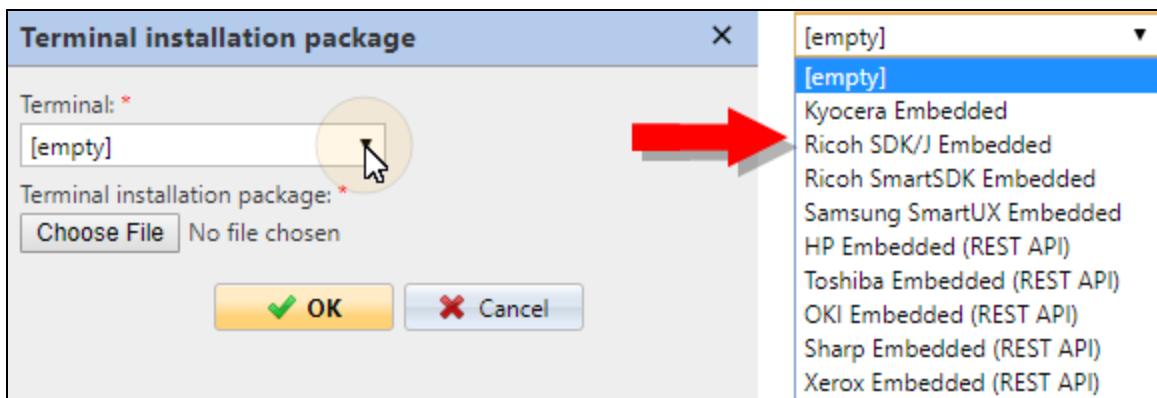 Terminal installation package
Terminal: *
[empty]
Terminal installation package: *
Choose File No file chosen
OK Cancel
[empty]
[empty]
Kyocera Embedded
Ricoh SDK/J Embedded
Ricoh SmartSDK Embedded
Samsung SmartUX Embedded
HP Embedded (REST API)
Toshiba Embedded (REST API)
OKI Embedded (REST API)
Sharp Embedded (REST API)
Xerox Embedded (REST API)